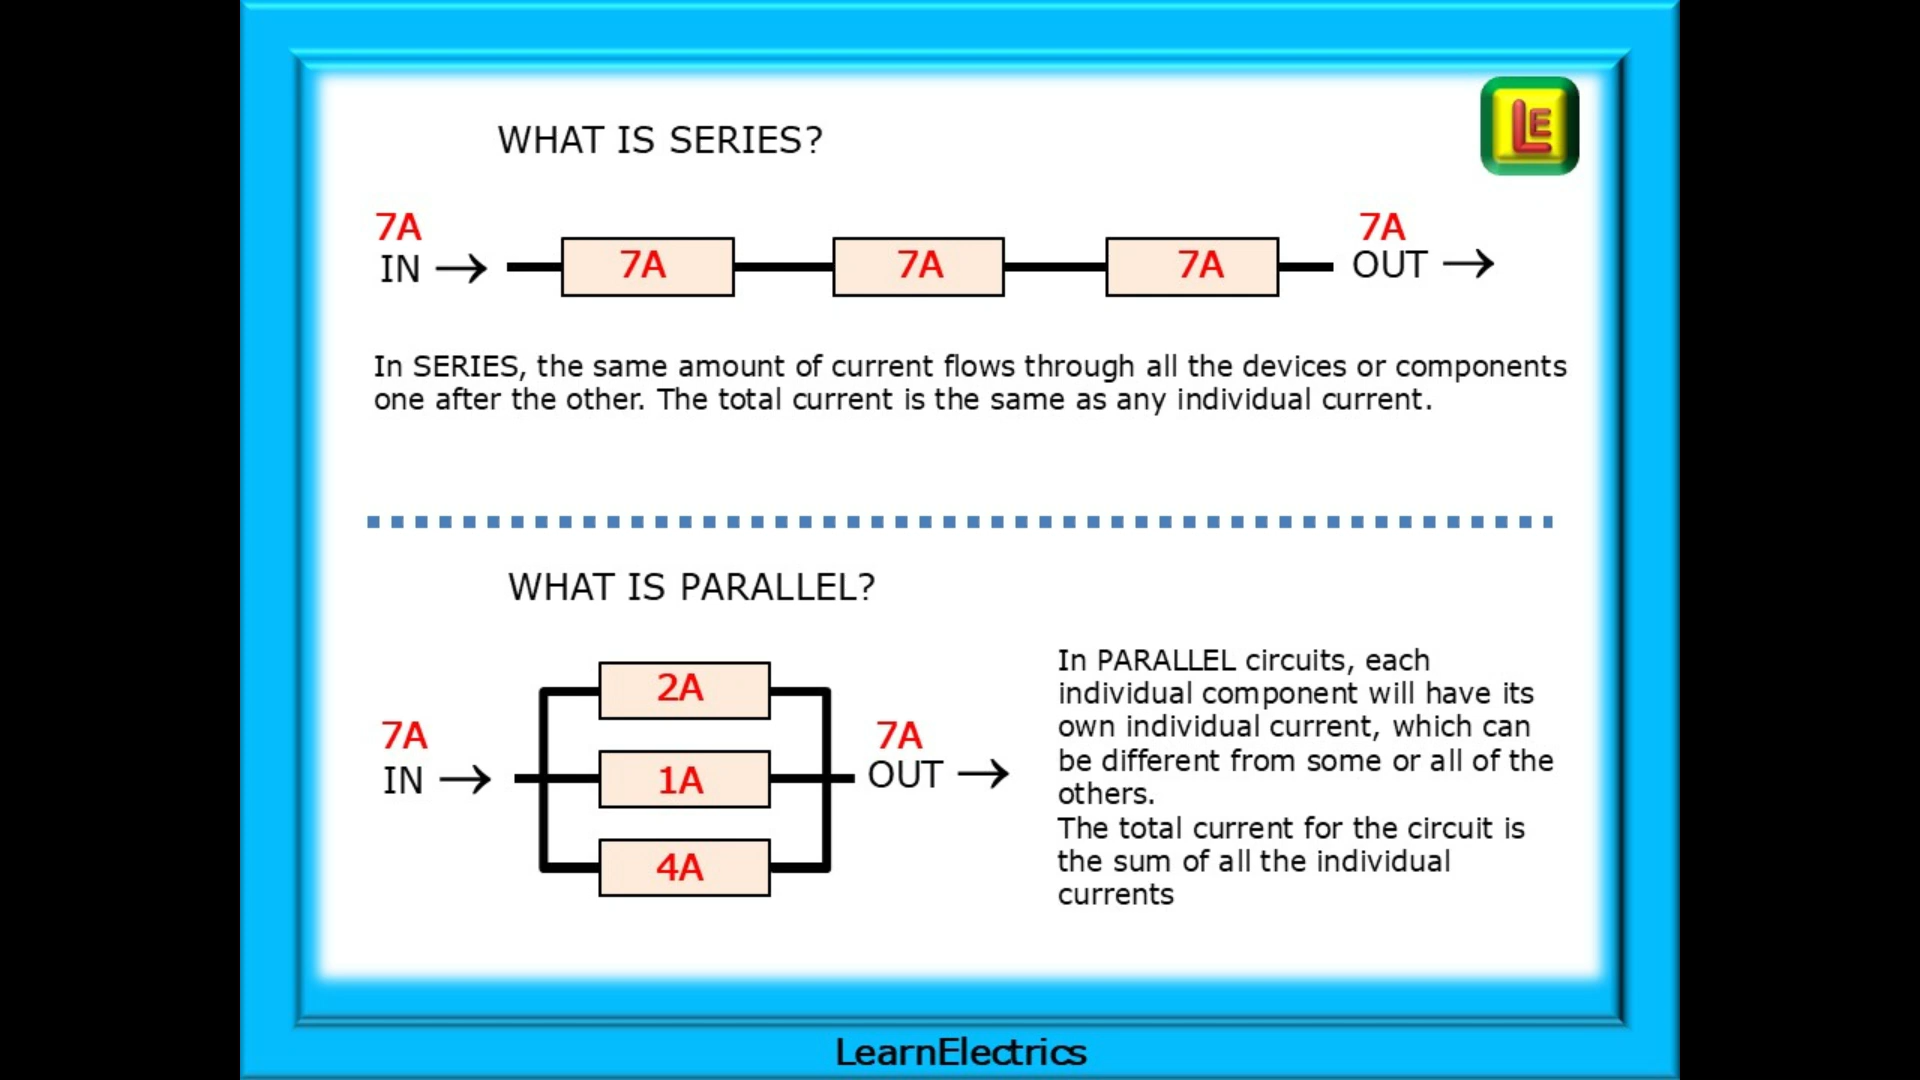 WHAT IS SERIES?
LE
7A
7A
IN →
7A
7A
7A
OUT →
In SERIES, the same amount of current flows through all the devices or components
one after the other. The total current is the same as any individual current.
WHAT IS PARALLEL?
2A
7A
7A
IN →
1A
OUT →
4A
In PARALLEL circuits, each
individual component will have its
own individual current, which can
be different from some or all of the
others.
The total current for the circuit is
the sum of all the individual
currents
LearnElectrics